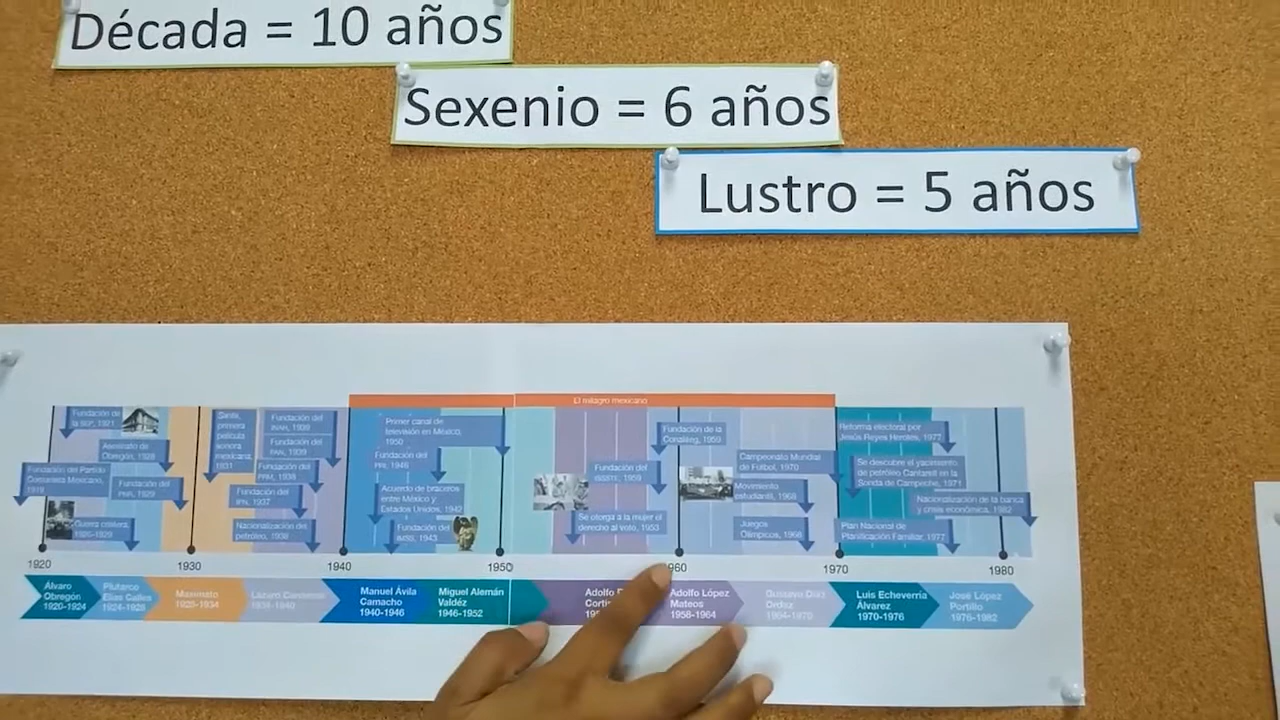 Década = 10 años
Sexenio = 6 años
Lustro = 5 años
El milagro mexicano
Fundación de
la SEP, 1921
Asesinato de
Obregón, 1928
Fundación del Partido
Comunista Mexicano,
1919
Fundación del
PNR, 1929
Guerra cristera,
1926-1929
Santa,
primera
película
sonora
mexicana,
1931
Fundación del
PAN, 1939
Fundación del
PRM, 1938
Fundación del
IPN, 1937
Nacionalización del
petróleo, 1938
Primer canal de
televisión en México,
1950
Fundación del
PRI, 1946
Acuerdo de braceros
entre México y
Estados Unidos, 1942
Fundación del
IMSS, 1943
Fundación del
ISSSTE, 1959
Se otorga a la mujer el
derecho al voto, 1953
Fundación de la
1959
Campeonato Mundial
de Futbol, 1970
Movimiento
estudiantil, 1968
Juegos
Olímpicos, 1968
Reforma electoral por
Jesús Reyes Heroles, 1977
Se descubre el yacimiento
de petróleo Cantarell en la
Sonda de Campeche, 1971
Nacionalización de la banca
y crisis económica, 1982
Plan Nacional de
Planificación Familiar, 1977
1920 1930 1940 1950 1960 1970 1980
Álvaro
Obregón
1920-1924
Plutarco
Elías Calles
1924-1928
Maximato
1928-1934
Lázaro Cárdenas
1934-1940
Manuel Ávila
Camacho
1940-1946
Miguel Alemán
Valdéz
1946-1952
Adolfo
Adolfo López
Mateos
1958-1964
Gustavo Díaz
Ordaz
1964-1970
Luis Echeverría
Álvarez
1970-1976
José López
Portillo
1976-1982